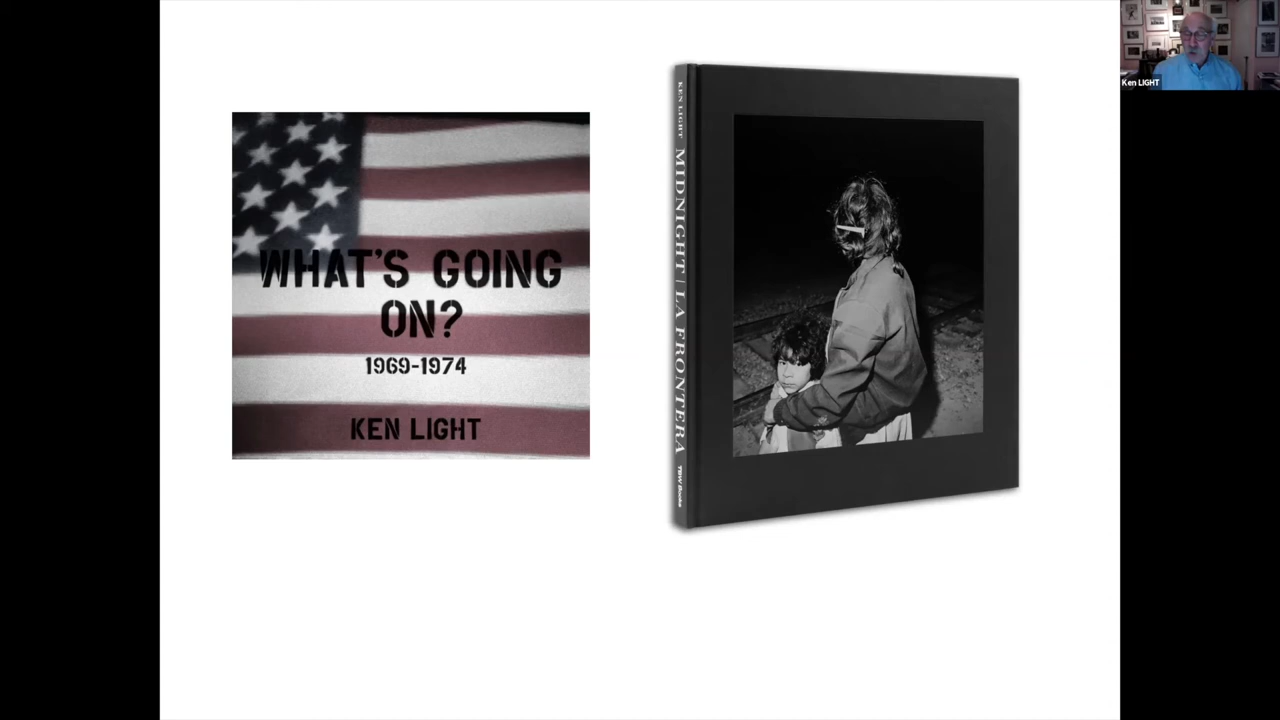 WHAT'S GOING
ON?
1969-1974
KEN LIGHT
KEN LIGHT MIDNIGHT | LA FRONTERA TBW Books
Ken LIGHT